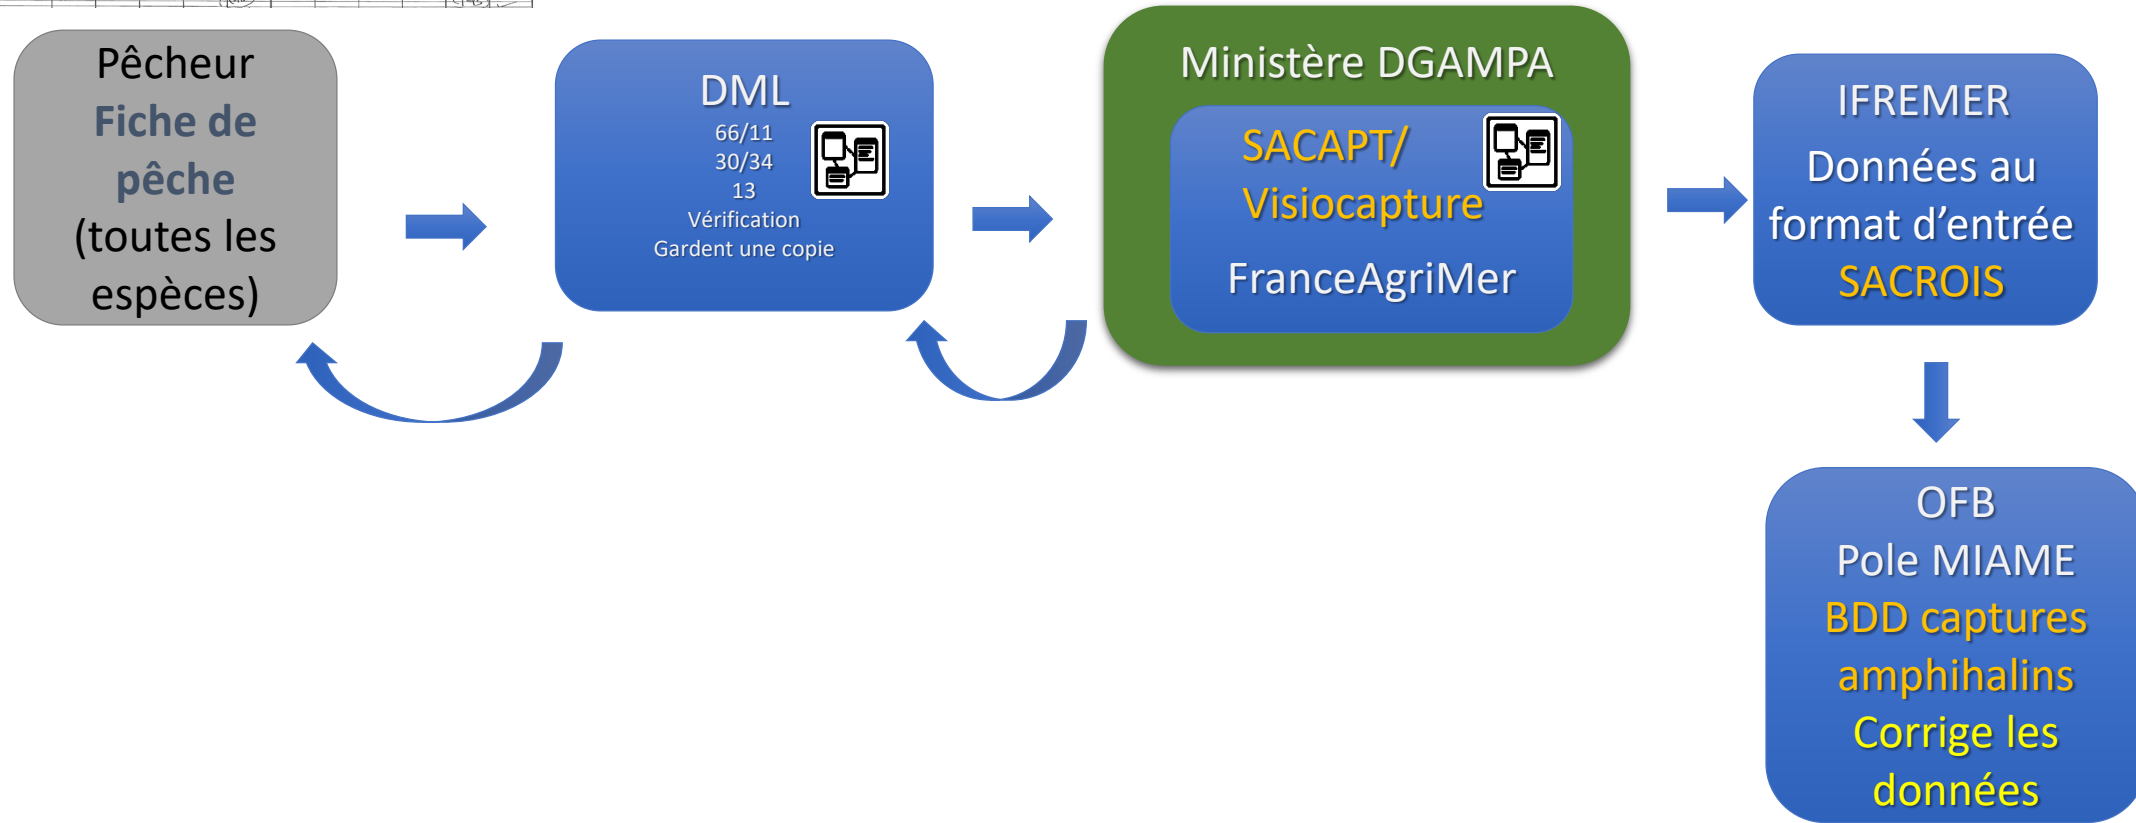 Pêcheur
Fiche de
pêche
(toutes les
espèces)
DML
66/11
30/34
13
Vérification
Gardent une copie
Ministère DGAMPA
SACAPT/
Visiocapture
FranceAgriMer
IFREMER
Données au
format d'entrée
SACROIS
OFB
Pole MIAME
BDD captures
amphihalins
Corrige les
données